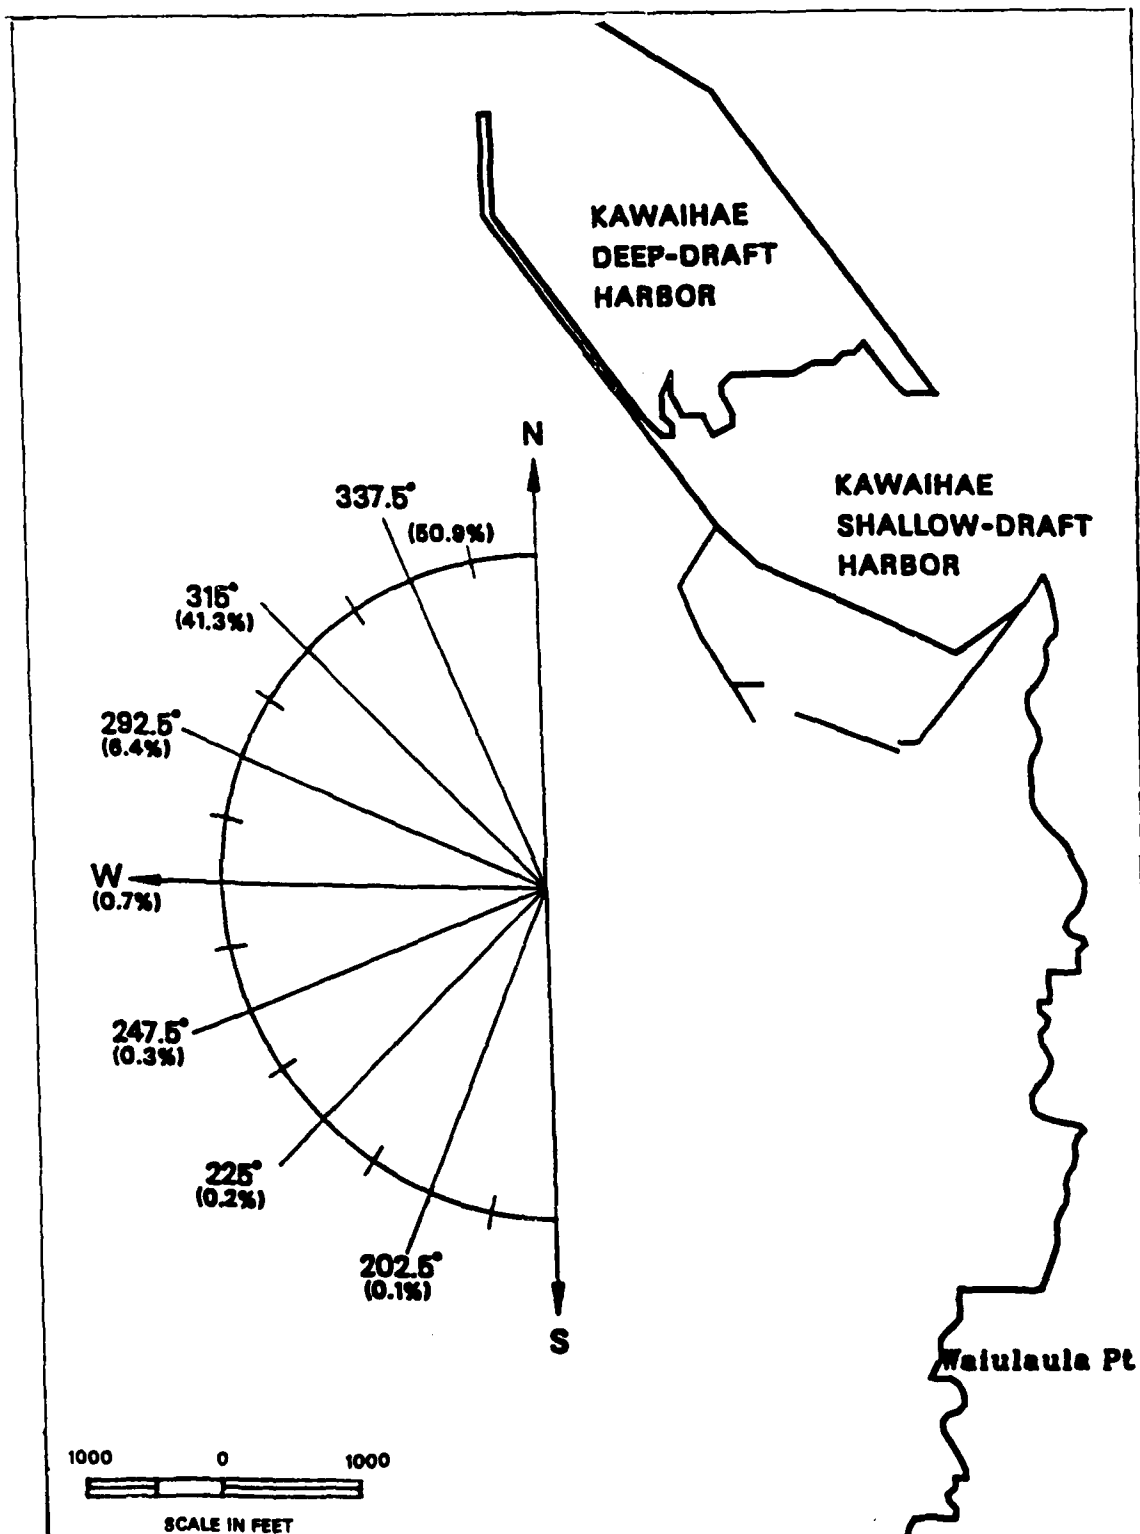 KAWAIHAE
DEEP-DRAFT
HARBOR
N
337.5°
(50.9%)
KAWAIHAE
SHALLOW-DRAFT
HARBOR
315°
(41.3%)
292.5°
(6.4%)
W
(0.7%)
247.5°
(0.3%)
225°
(0.2%)
202.5°
(0.1%)
S
Waiulaula Pt
1000 0 1000
SCALE IN FEET